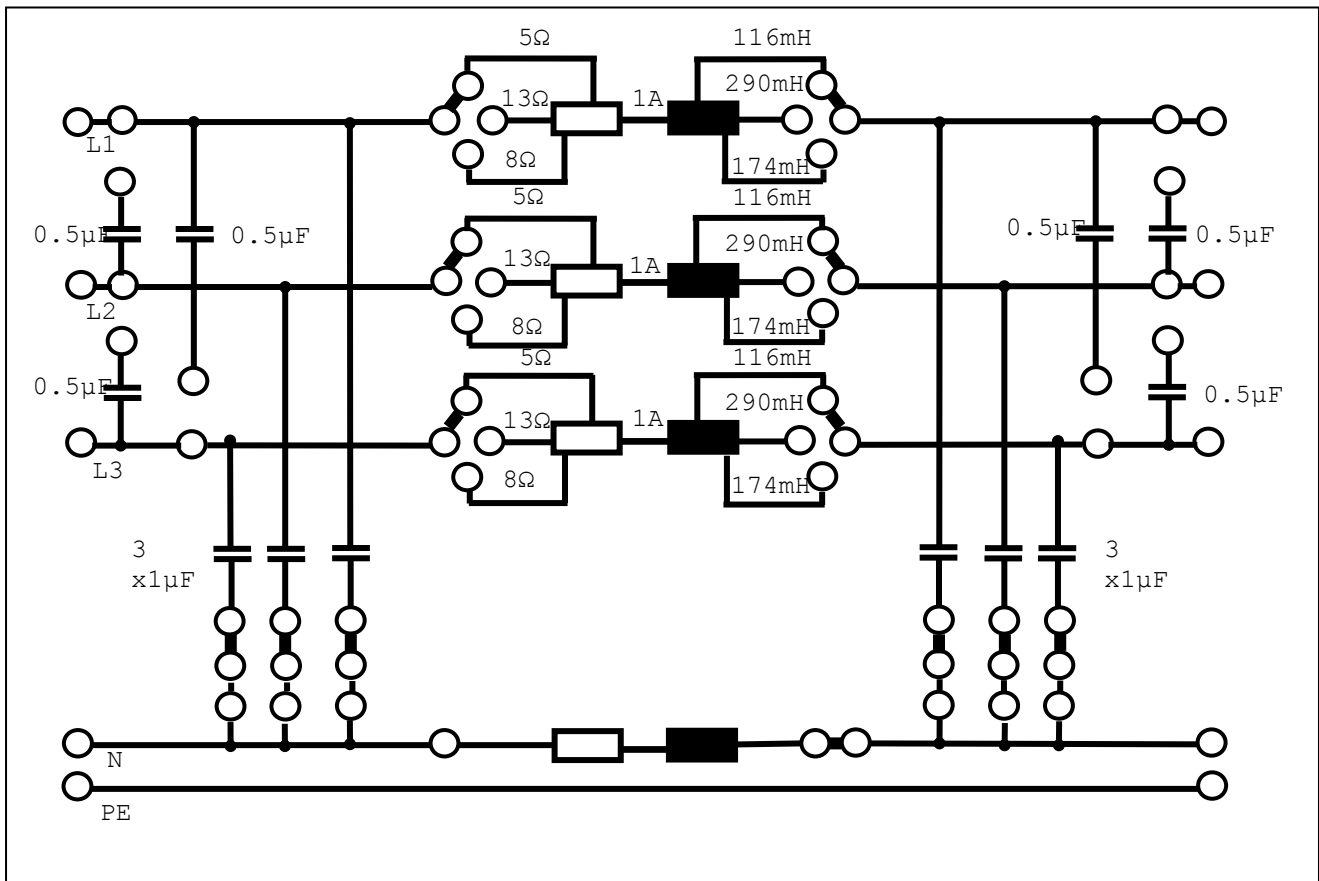 5Ω 116mH
13Ω 1A 290mH
L1
8Ω 174mH
5Ω 116mH
0.5µF 0.5µF 0.5µF 0.5µF
13Ω 1A 290mH
L2
8Ω 174mH
5Ω 116mH
0.5µF 0.5µF
13Ω 1A 290mH
L3
8Ω 174mH
3 3
x1µF x1µF
N
PE